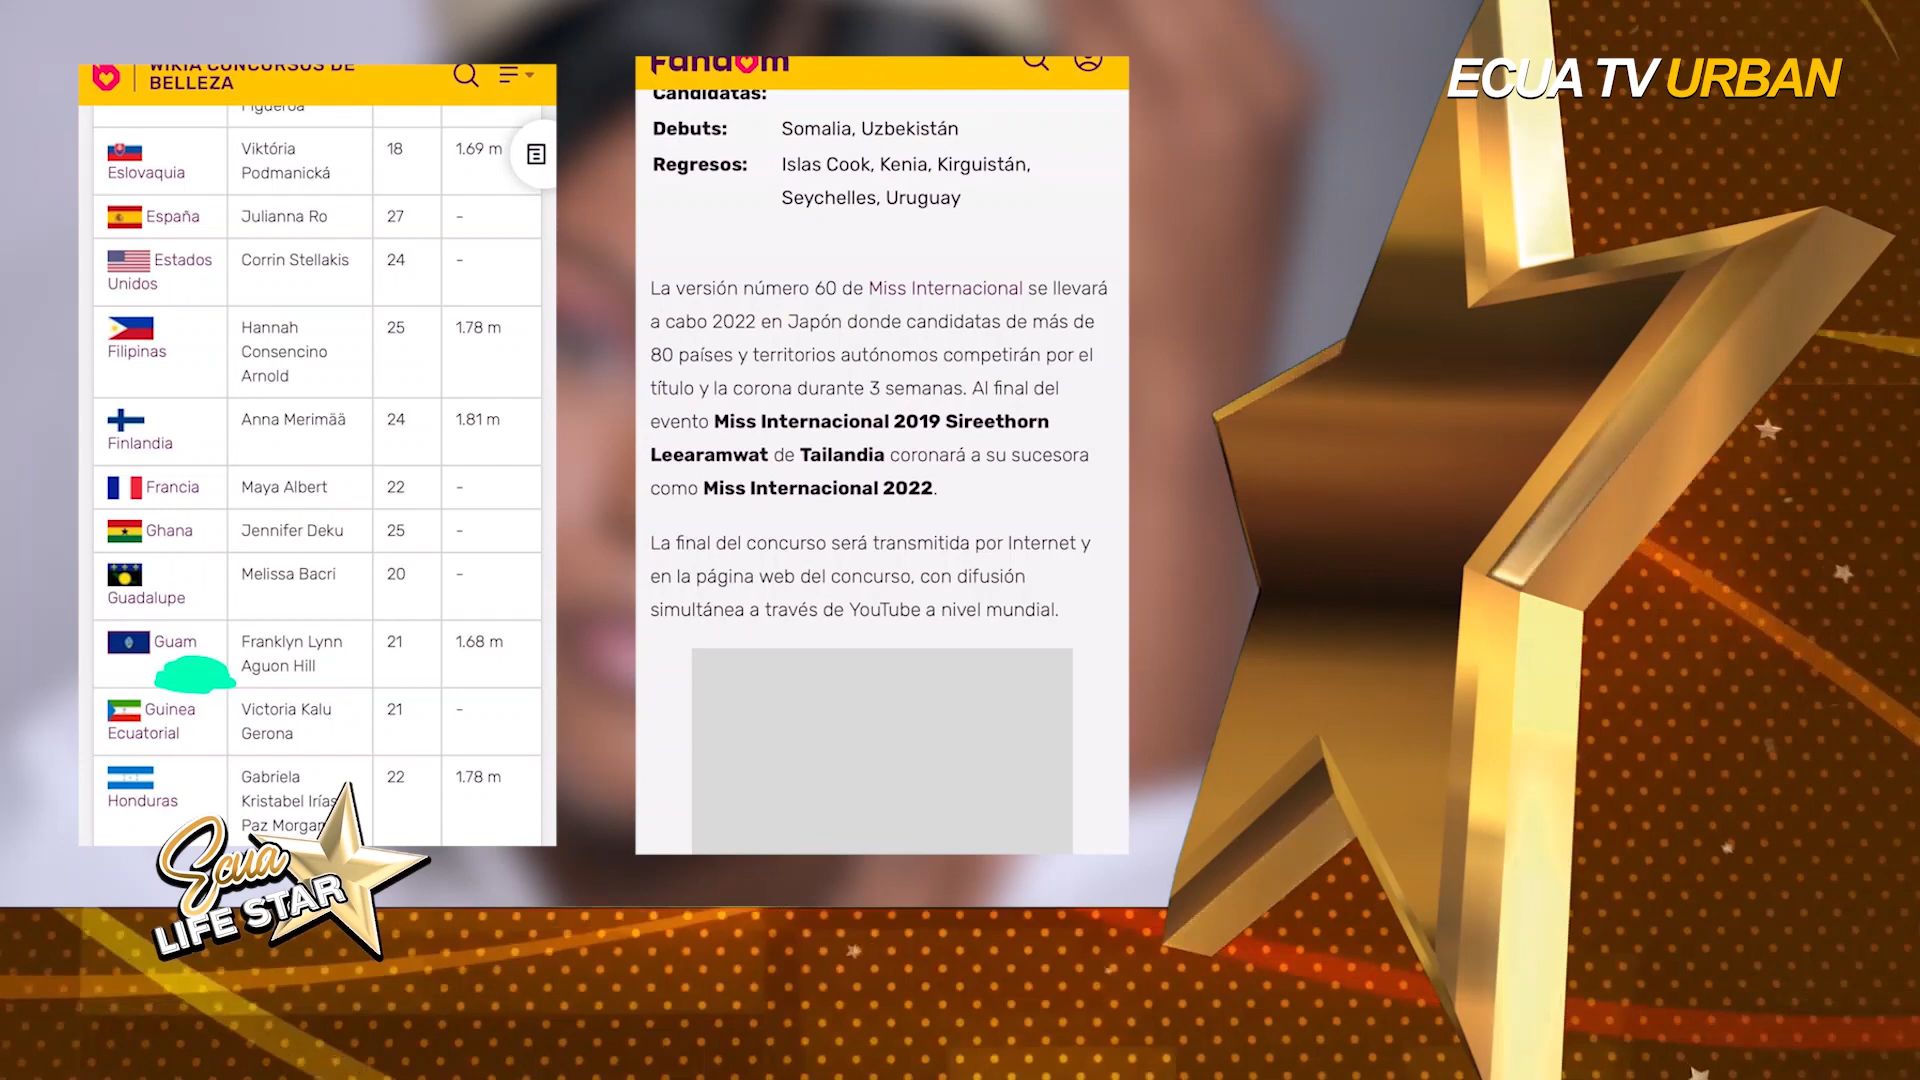 WIKIA CONCURSOS DE
BELLEZA
Figueroa
Eslovaquia
Viktória
Podmanická
18
1.69 m
España
Julianna Ro
27
-
Estados
Unidos
Corrin Stellakis
24
-
Filipinas
Hannah
Consencino
Arnold
25
1.78 m
Finlandia
Anna Merimää
24
1.81 m
Francia
Maya Albert
22
-
Ghana
Jennifer Deku
25
-
Guadalupe
Melissa Bacri
20
-
Guam
Franklyn Lynn
Aguon Hill
21
1.68 m
Guinea
Ecuatorial
Victoria Kalu
Gerona
21
-
Honduras
Gabriela
Kristabel Irías
Paz Morgan
22
1.78 m
Fandom
Candidatas:
Debuts: Somalia, Uzbekistán
Regresos: Islas Cook, Kenia, Kirguistán,
Seychelles, Uruguay
La versión número 60 de Miss Internacional se llevará
a cabo 2022 en Japón donde candidatas de más de
80 países y territorios autónomos competirán por el
título y la corona durante 3 semanas. Al final del
evento Miss Internacional 2019 Sireethorn
Leearamwat de Tailandia coronará a su sucesora
como Miss Internacional 2022.
La final del concurso será transmitida por Internet y
en la página web del concurso, con difusión
simultánea a través de YouTube a nivel mundial.
ECUA TV URBAN
Ecua
LIFE STAR